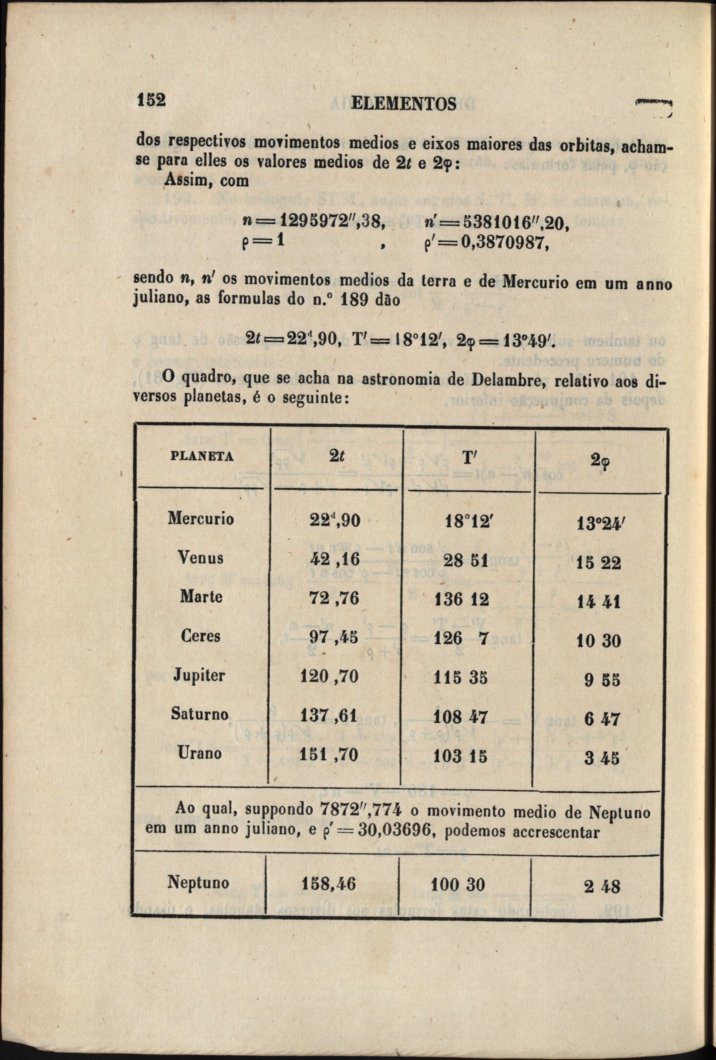 152 ELEMENTOS
dos respectivos movimentos medios e eixos maiores das orbitas, acham-
se para elles os valores medios de 2t e 2φ:
Assim, com
n = 1295972″,38, n′ = 5381016″,20,
ρ = 1 , ρ′ = 0,3870987,
sendo n, n′ os movimentos medios da terra e de Mercurio em um anno
juliano, as formulas do n.º 189 dão
2t = 22ᵈ,90, T′ = 18°12′, 2φ = 13°49′.
O quadro, que se acha na astronomia de Delambre, relativo aos di-
versos planetas, é o seguinte:
PLANETA 2t T′ 2φ
Mercurio 22ᵈ,90 18°12′ 13°24′
Venus 42 ,16 28 51 15 22
Marte 72 ,76 136 12 14 41
Ceres 97 ,45 126 7 10 30
Jupiter 120 ,70 115 35 9 55
Saturno 137 ,61 108 47 6 47
Urano 151 ,70 103 15 3 45
Ao qual, suppondo 7872″,774 o movimento medio de Neptuno
em um anno juliano, e ρ′ = 30,03696, podemos accrescentar
Neptuno 158,46 100 30 2 48